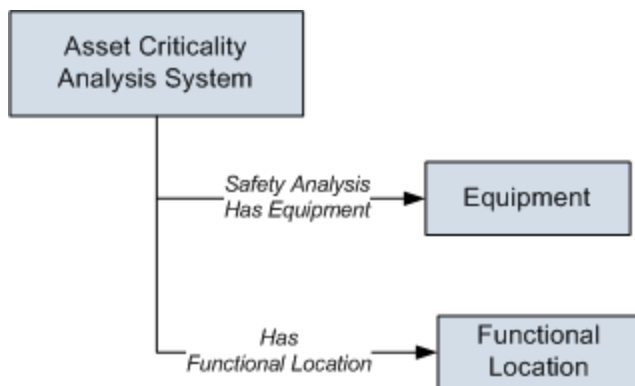 Asset Criticality
Analysis System
Safety Analysis
Has Equipment
Equipment
Has
Functional Location
Functional
Location